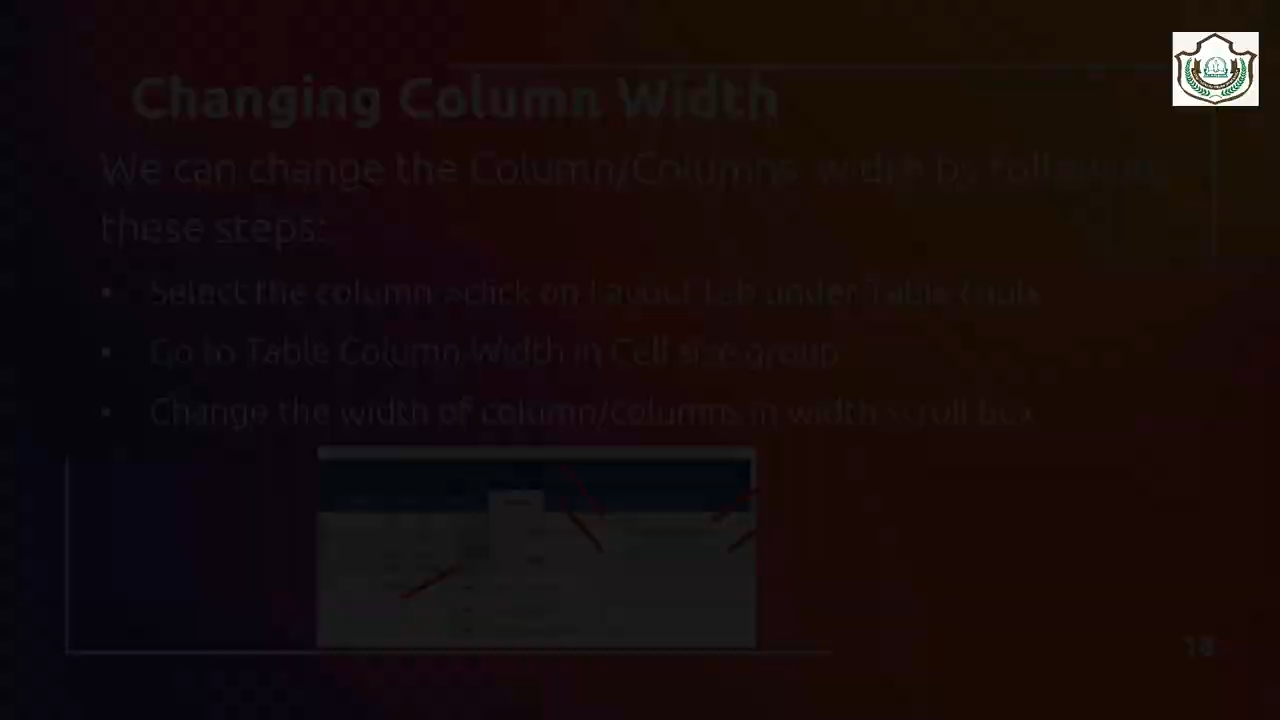 Changing Column Width
We can change the Column/Columns width by following
these steps:
• Select the column >click on Layout Tab under Table Tools
• Go to Table Column Width in Cell size group
• Change the width of column/columns in width scroll box
18